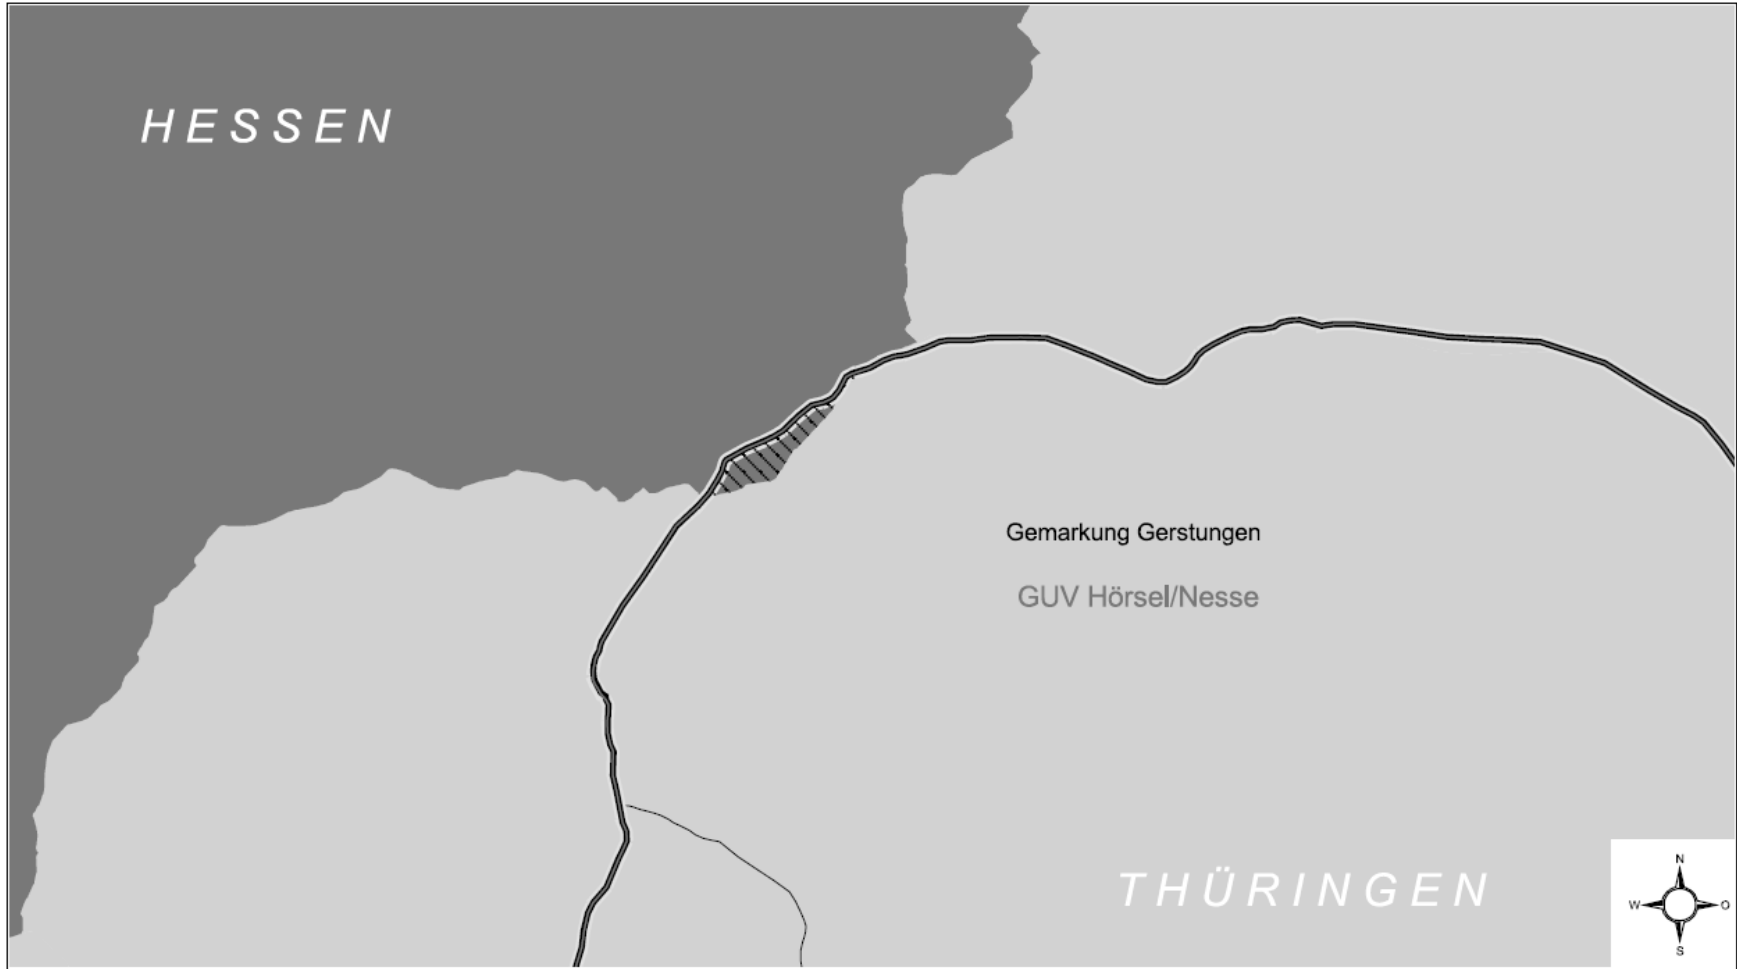 HESSEN
Gemarkung Gerstungen
GUV Hörsel/Nesse
THÜRINGEN
N
W
O
S